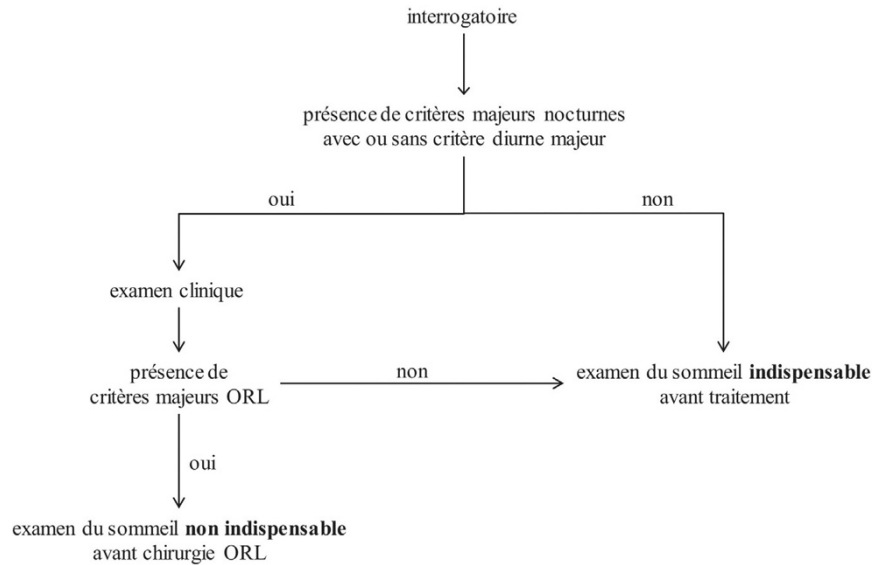 interrogatoire
présence de critères majeurs nocturnes
avec ou sans critère diurne majeur
oui
non
examen clinique
présence de
critères majeurs ORL
non
examen du sommeil indispensable
avant traitement
oui
examen du sommeil non indispensable
avant chirurgie ORL